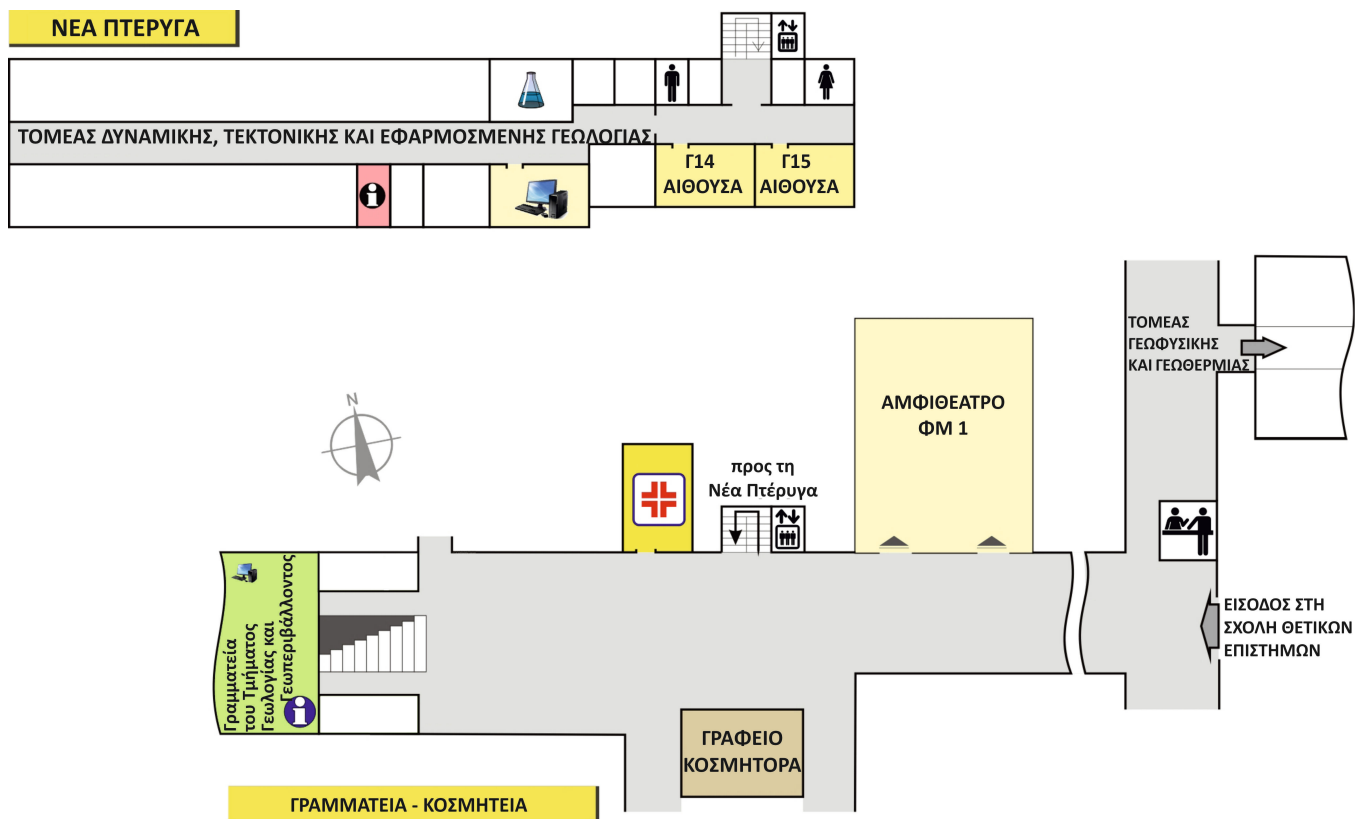 ΝΕΑ ΠΤΕΡΥΓΑ
ΤΟΜΕΑΣ ΔΥΝΑΜΙΚΗΣ, ΤΕΚΤΟΝΙΚΗΣ ΚΑΙ ΕΦΑΡΜΟΣΜΕΝΗΣ ΓΕΩΛΟΓΙΑΣ
Γ14
ΑΙΘΟΥΣΑ
Γ15
ΑΙΘΟΥΣΑ
ΤΟΜΕΑΣ
ΓΕΩΦΥΣΙΚΗΣ
ΚΑΙ ΓΕΩΘΕΡΜΙΑΣ
N
ΑΜΦΙΘΕΑΤΡΟ
ΦΜ 1
προς τη
Νέα Πτέρυγα
Γραμματεία
του Τμήματος
Γεωλογίας και
Γεωπεριβάλλοντος
ΕΙΣΟΔΟΣ ΣΤΗ
ΣΧΟΛΗ ΘΕΤΙΚΩΝ
ΕΠΙΣΤΗΜΩΝ
ΓΡΑΦΕΙΟ
ΚΟΣΜΗΤΟΡΑ
ΓΡΑΜΜΑΤΕΙΑ - ΚΟΣΜΗΤΕΙΑ